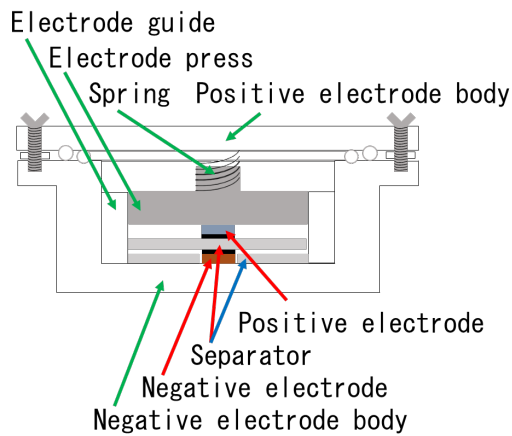 Electrode guide
Electrode press
Spring Positive electrode body
Positive electrode
Separator
Negative electrode
Negative electrode body